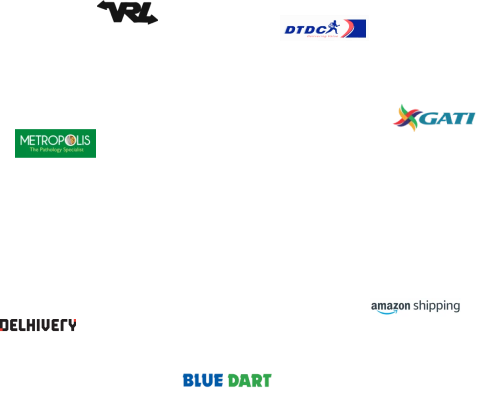 VRL
DTDC
GATI
METROPOLIS
The Pathology Specialist
amazon shipping
DELHIVERY
BLUE DART